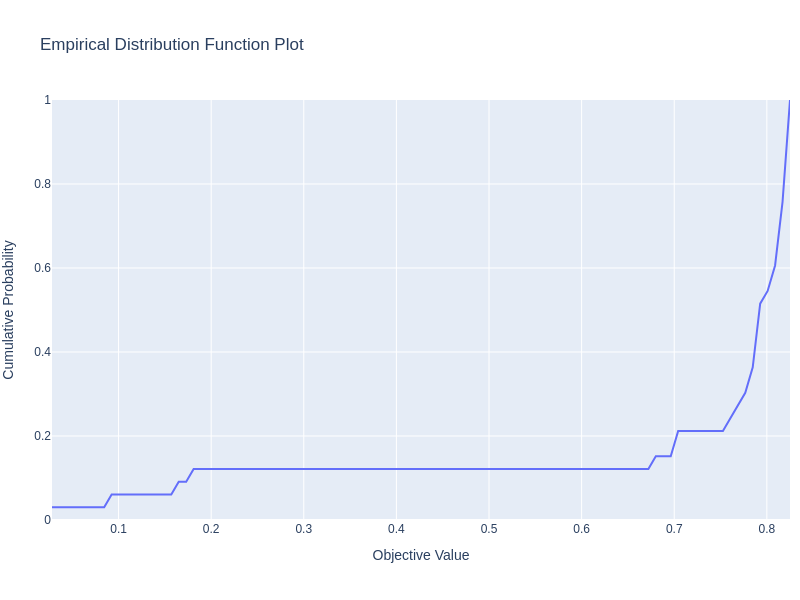 Empirical Distribution Function Plot
1
0.8
0.6
0.4
0.2
0
Cumulative Probability
0.1 0.2 0.3 0.4 0.5 0.6 0.7 0.8
Objective Value